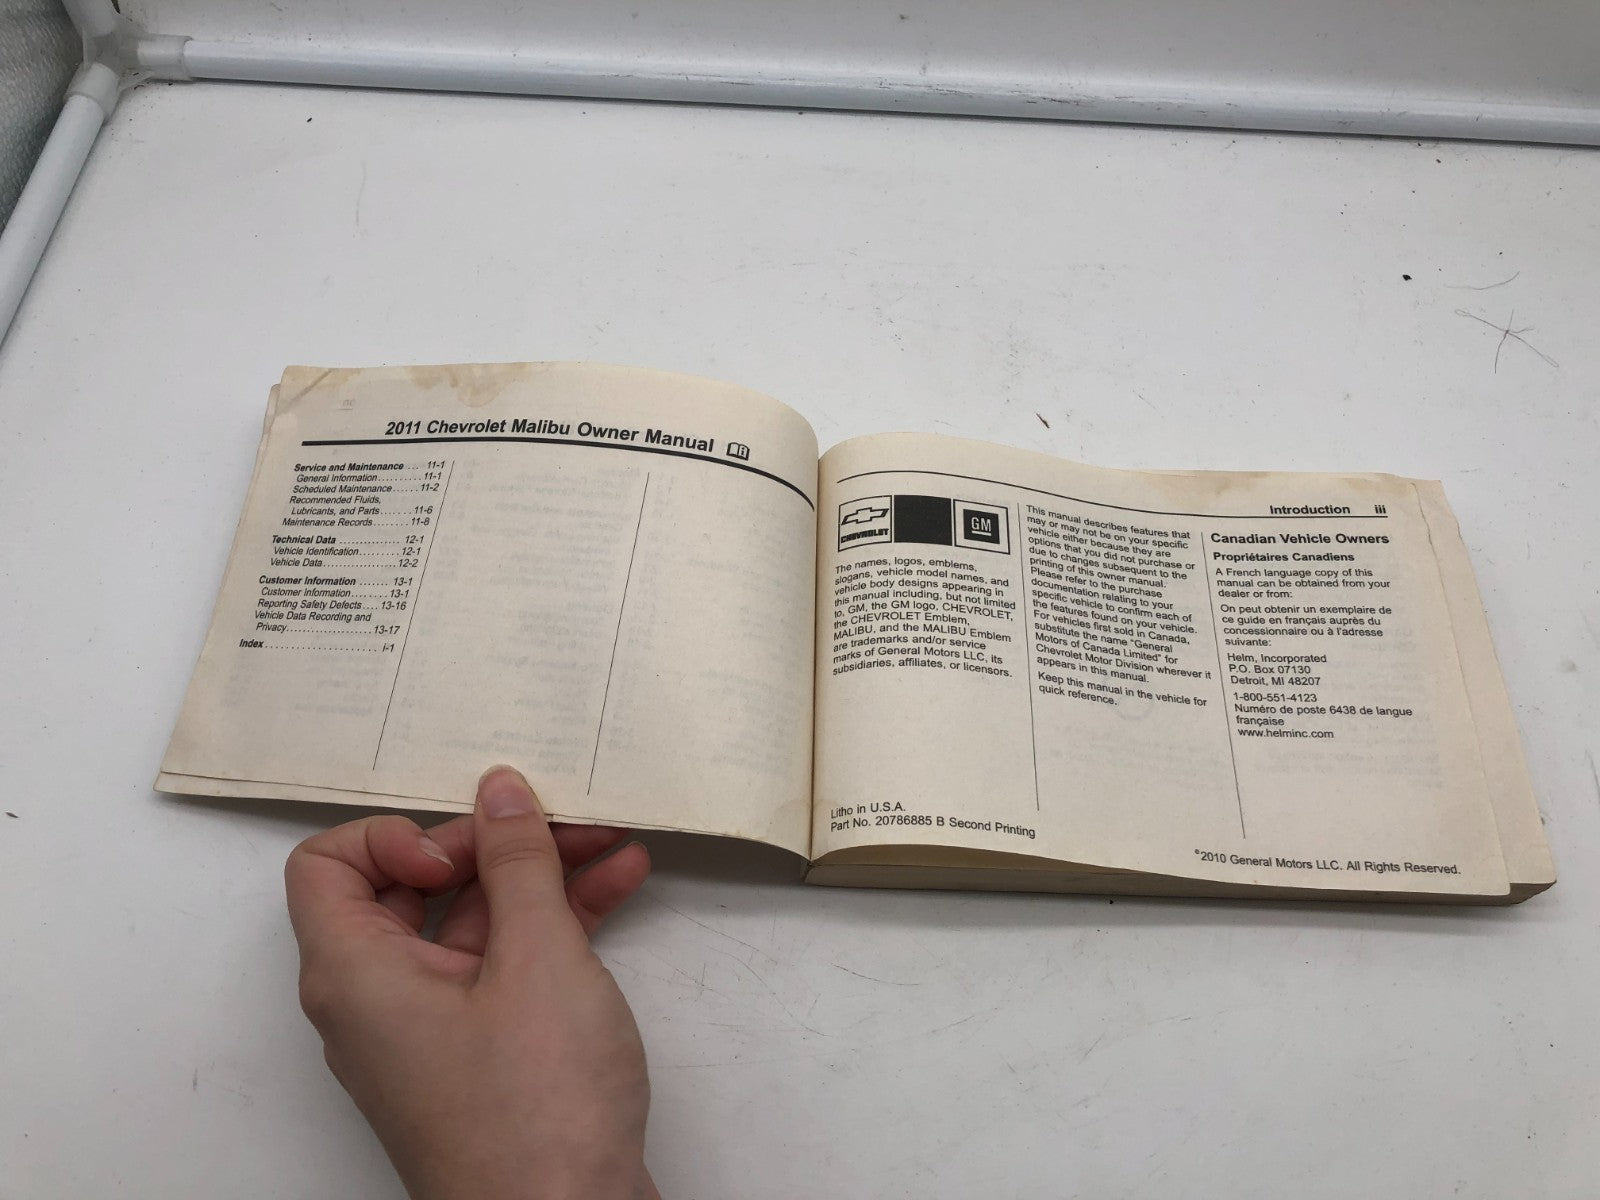 2011 Chevrolet Malibu Owner Manual
Service and Maintenance ... 11-1
General Information.......... 11-1
Scheduled Maintenance...... 11-2
Recommended Fluids,
Lubricants, and Parts....... 11-6
Maintenance Records........ 11-8
Technical Data ............... 12-1
Vehicle Identification......... 12-1
Vehicle Data................... 12-2
Customer Information ....... 13-1
Customer Information........ 13-1
Reporting Safety Defects.... 13-16
Vehicle Data Recording and
Privacy.................... 13-17
Index...................... i-1
Introduction iii
CHEVROLET
GM
The names, logos, emblems,
slogans, vehicle model names, and
vehicle body designs appearing in
this manual including, but not limited
to, GM, the GM logo, CHEVROLET,
the CHEVROLET Emblem,
MALIBU, and the MALIBU Emblem
are trademarks and/or service
marks of General Motors LLC, its
subsidiaries, affiliates, or licensors.
This manual describes features that
may or may not be on your specific
vehicle either because they are
options that you did not purchase or
due to changes subsequent to the
printing of this owner manual.
Please refer to the purchase
documentation relating to your
specific vehicle to confirm each of
the features found on your vehicle.
For vehicles first sold in Canada,
substitute the name "General
Motors of Canada Limited" for
Chevrolet Motor Division wherever it
appears in this manual.
Keep this manual in the vehicle for
quick reference.
Canadian Vehicle Owners
Propriétaires Canadiens
A French language copy of this
manual can be obtained from your
dealer or from:
On peut obtenir un exemplaire de
ce guide en français auprès du
concessionnaire ou à l'adresse
suivante:
Helm, Incorporated
P.O. Box 07130
Detroit, MI 48207
1-800-551-4123
Numéro de poste 6438 de langue
française
www.helminc.com
Litho in U.S.A.
Part No. 20786885 B Second Printing
©2010 General Motors LLC. All Rights Reserved.